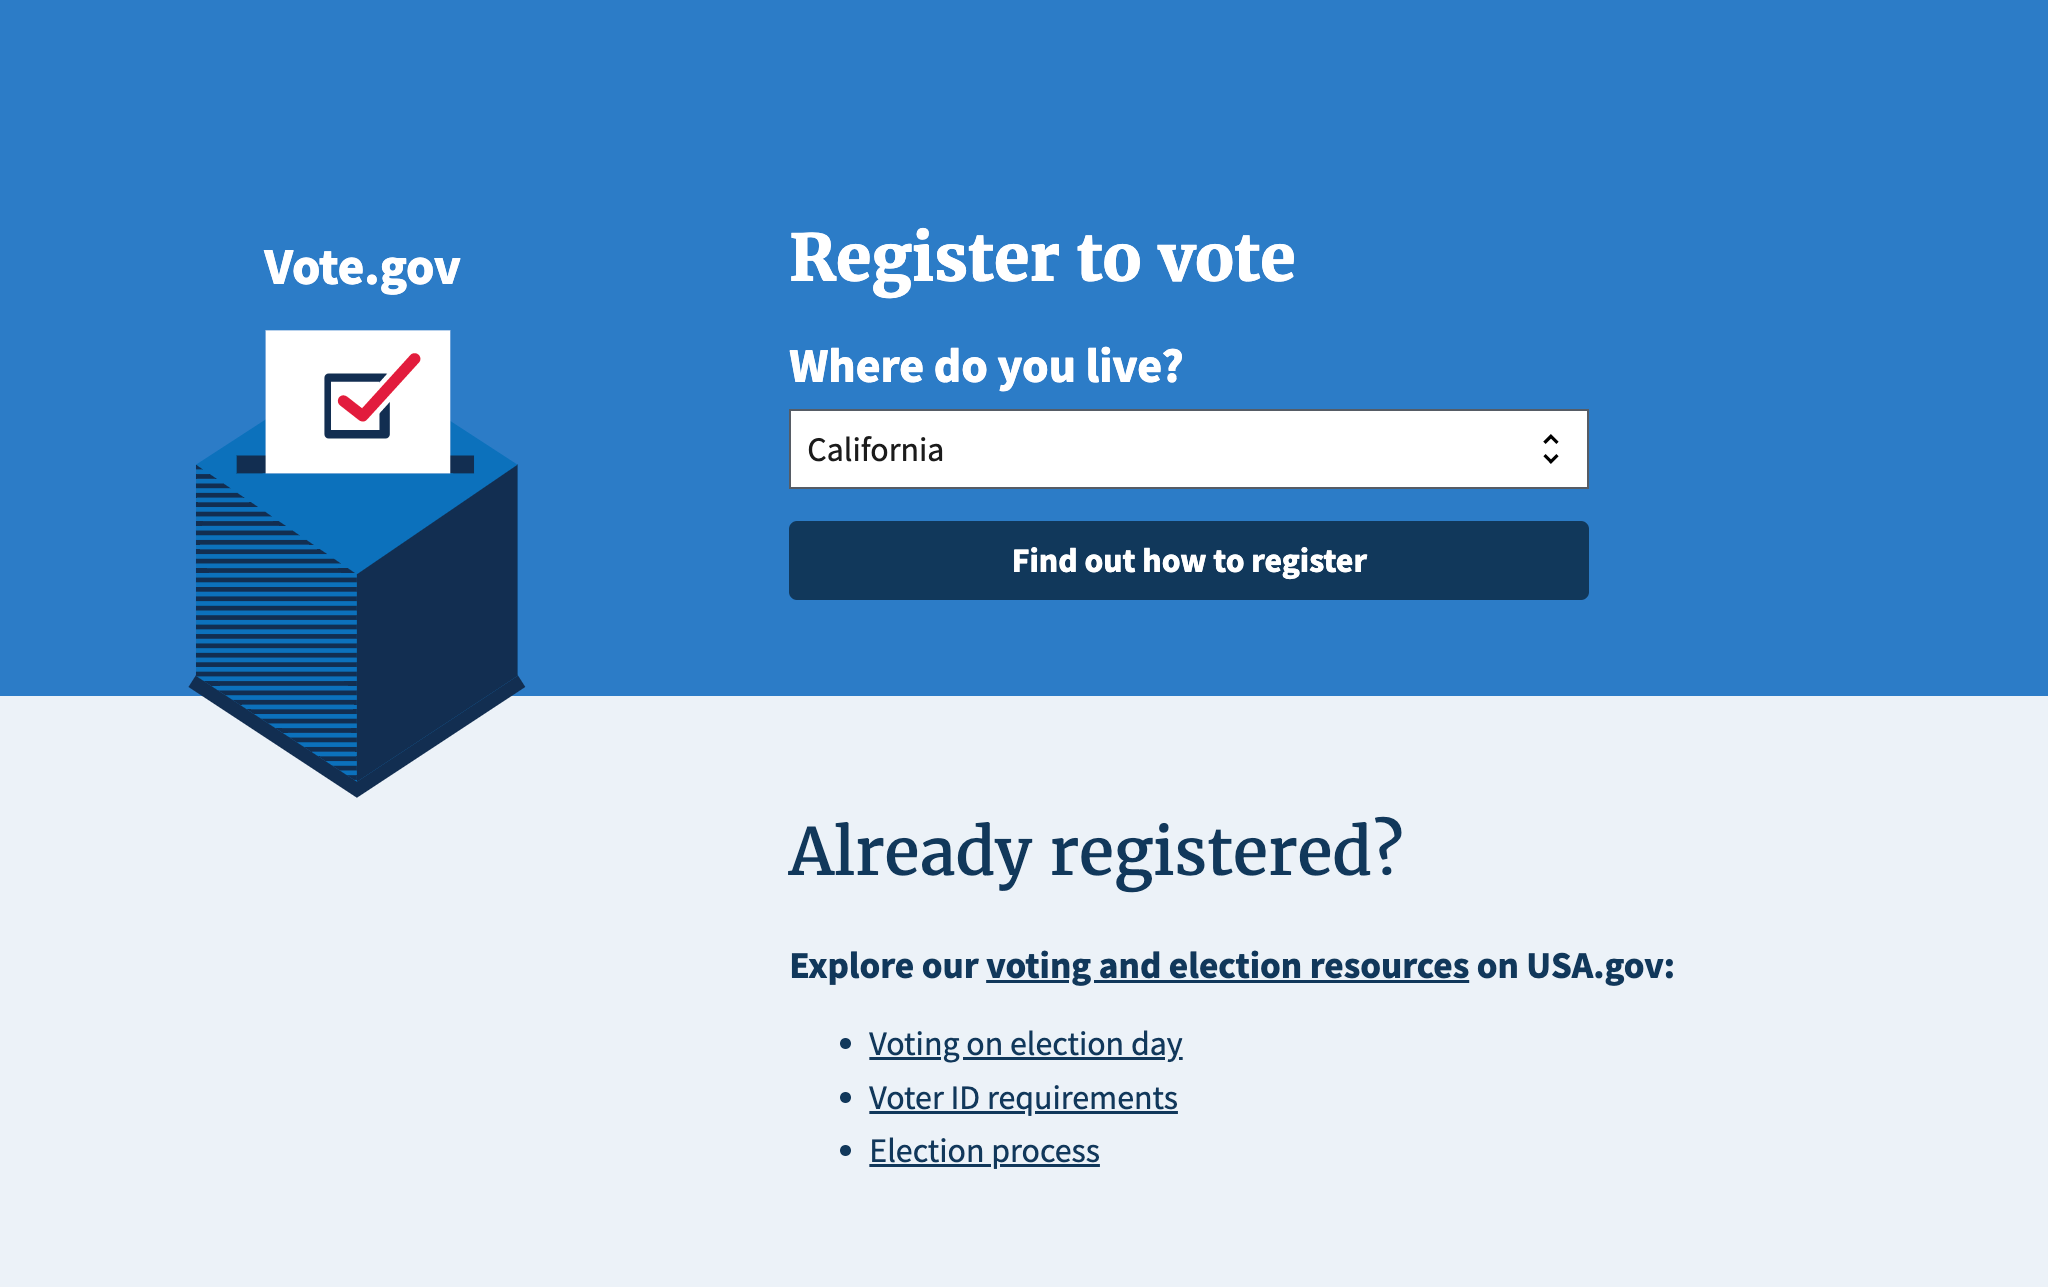 Vote.gov
Register to vote
Where do you live?
California
Find out how to register
Already registered?
Explore our voting and election resources on USA.gov:
Voting on election day
Voter ID requirements
Election process